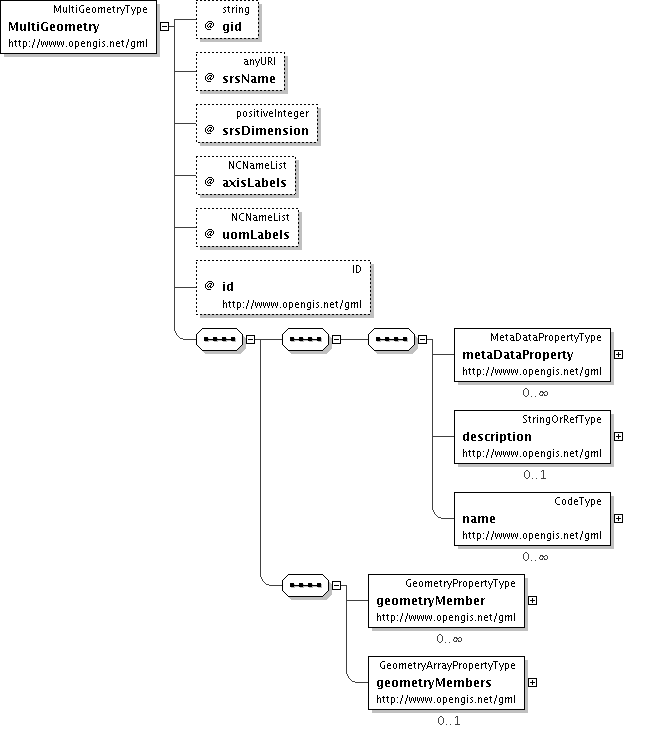 MultiGeometryType
MultiGeometry
http://www.opengis.net/gml
string
@ gid
anyURI
@ srsName
positiveInteger
@ srsDimension
NCNameList
@ axisLabels
NCNameList
@ uomLabels
ID
@ id
http://www.opengis.net/gml
MetaDataPropertyType
metaDataProperty
http://www.opengis.net/gml
0..∞
StringOrRefType
description
http://www.opengis.net/gml
0..1
CodeType
name
http://www.opengis.net/gml
0..∞
GeometryPropertyType
geometryMember
http://www.opengis.net/gml
0..∞
GeometryArrayPropertyType
geometryMembers
http://www.opengis.net/gml
0..1